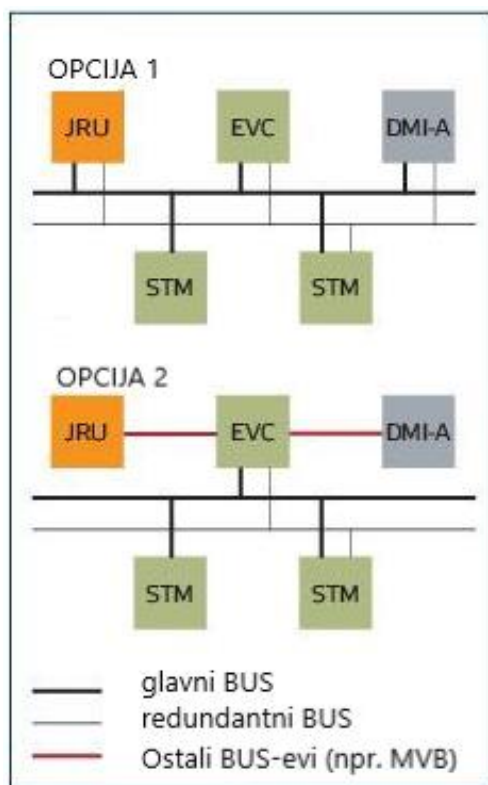 OPCIJA 1
JRU EVC DMI-A
STM STM
OPCIJA 2
JRU EVC DMI-A
STM STM
glavni BUS
redundantni BUS
Ostali BUS-evi (npr. MVB)